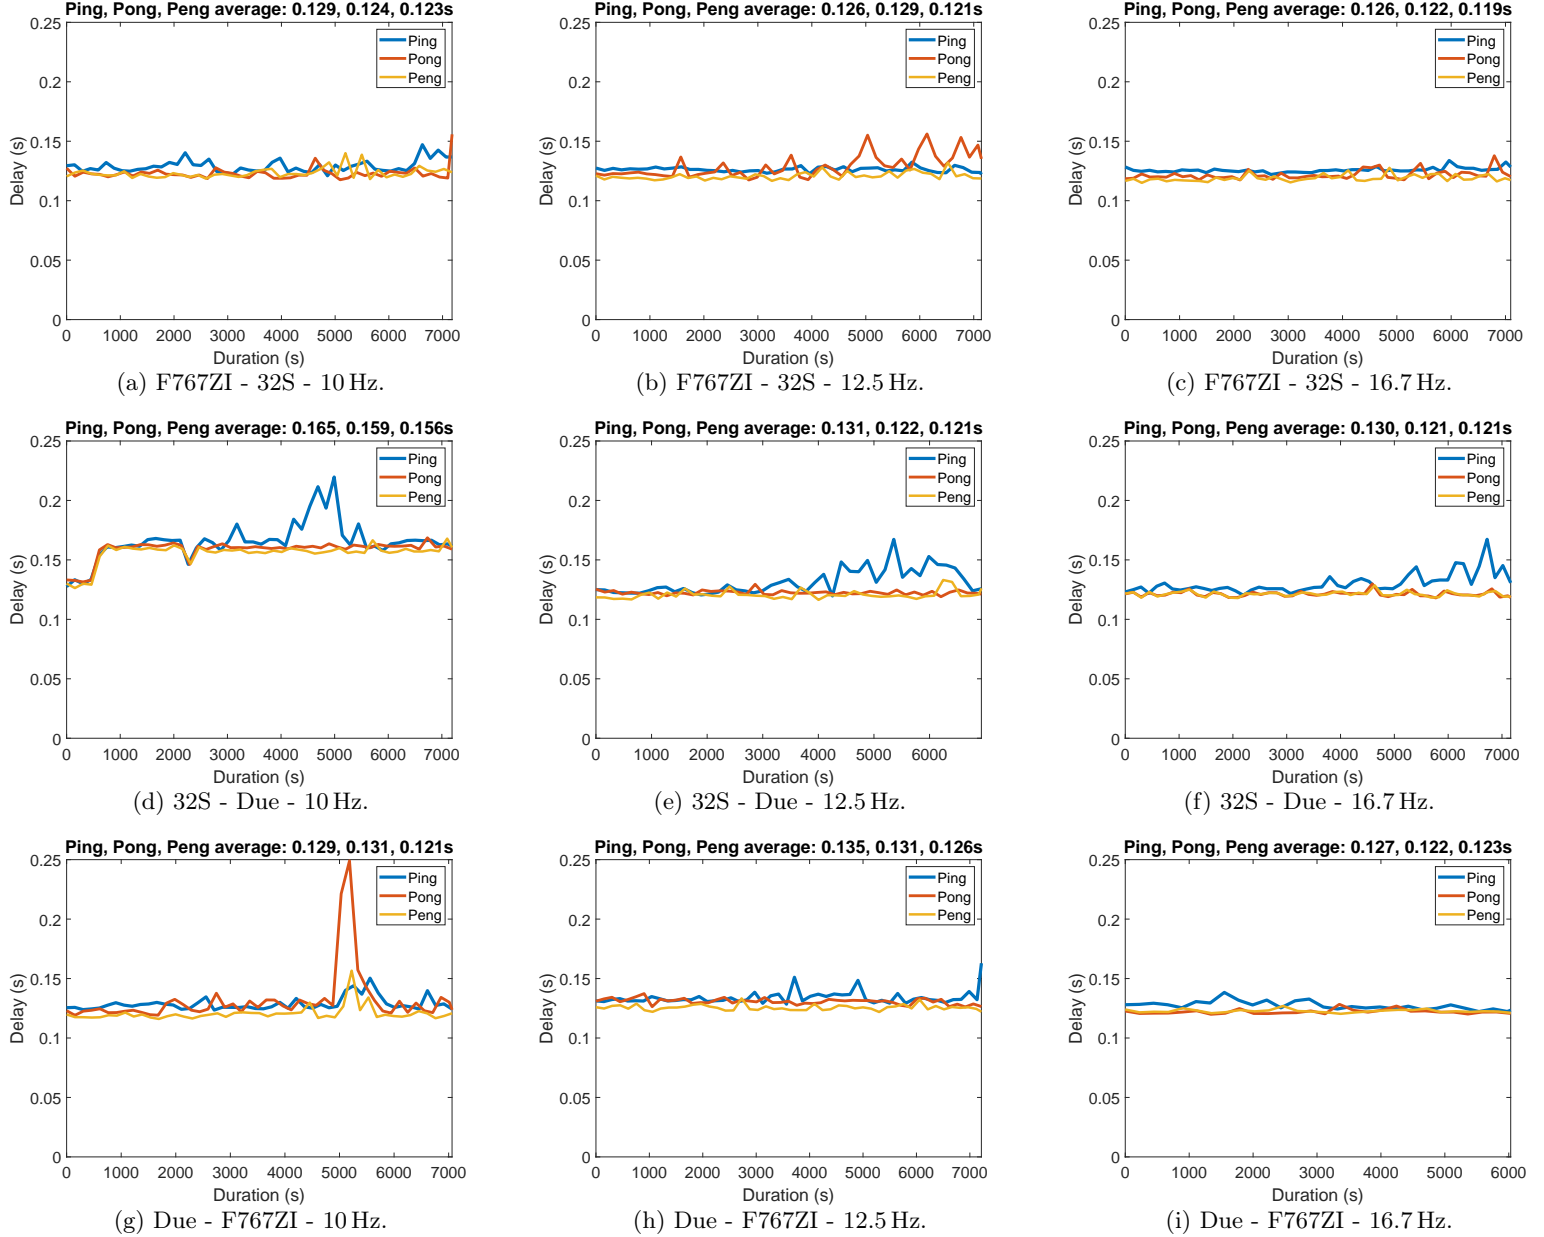 Ping, Pong, Peng average: 0.129, 0.124, 0.123s
0.25
0.2
0.15
0.1
0.05
0
Delay (s)
Ping
Pong
Peng
0 1000 2000 3000 4000 5000 6000 7000
Duration (s)
(a) F767ZI - 32S - 10 Hz.
Ping, Pong, Peng average: 0.126, 0.129, 0.121s
0.25
0.2
0.15
0.1
0.05
0
Delay (s)
Ping
Pong
Peng
0 1000 2000 3000 4000 5000 6000 7000
Duration (s)
(b) F767ZI - 32S - 12.5 Hz.
Ping, Pong, Peng average: 0.126, 0.122, 0.119s
0.25
0.2
0.15
0.1
0.05
0
Delay (s)
Ping
Pong
Peng
0 1000 2000 3000 4000 5000 6000 7000
Duration (s)
(c) F767ZI - 32S - 16.7 Hz.
Ping, Pong, Peng average: 0.165, 0.159, 0.156s
0.25
0.2
0.15
0.1
0.05
0
Delay (s)
Ping
Pong
Peng
0 1000 2000 3000 4000 5000 6000 7000
Duration (s)
(d) 32S - Due - 10 Hz.
Ping, Pong, Peng average: 0.131, 0.122, 0.121s
0.25
0.2
0.15
0.1
0.05
0
Delay (s)
Ping
Pong
Peng
0 1000 2000 3000 4000 5000 6000
Duration (s)
(e) 32S - Due - 12.5 Hz.
Ping, Pong, Peng average: 0.130, 0.121, 0.121s
0.25
0.2
0.15
0.1
0.05
0
Delay (s)
Ping
Pong
Peng
0 1000 2000 3000 4000 5000 6000 7000
Duration (s)
(f) 32S - Due - 16.7 Hz.
Ping, Pong, Peng average: 0.129, 0.131, 0.121s
0.25
0.2
0.15
0.1
0.05
0
Delay (s)
Ping
Pong
Peng
0 1000 2000 3000 4000 5000 6000 7000
Duration (s)
(g) Due - F767ZI - 10 Hz.
Ping, Pong, Peng average: 0.135, 0.131, 0.126s
0.25
0.2
0.15
0.1
0.05
0
Delay (s)
Ping
Pong
Peng
0 1000 2000 3000 4000 5000 6000 7000
Duration (s)
(h) Due - F767ZI - 12.5 Hz.
Ping, Pong, Peng average: 0.127, 0.122, 0.123s
0.25
0.2
0.15
0.1
0.05
0
Delay (s)
Ping
Pong
Peng
0 1000 2000 3000 4000 5000 6000
Duration (s)
(i) Due - F767ZI - 16.7 Hz.